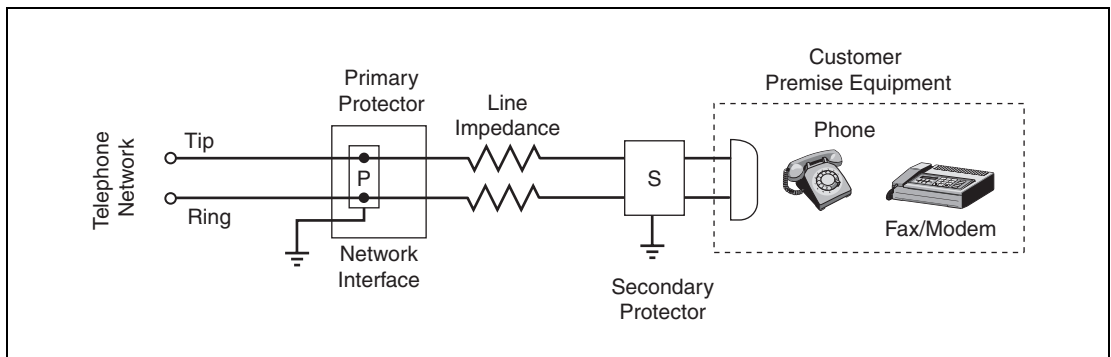 Telephone
Network
Tip
Ring
Primary
Protector
P
Network
Interface
Line
Impedance
S
Secondary
Protector
Customer
Premise Equipment
Phone
Fax/Modem